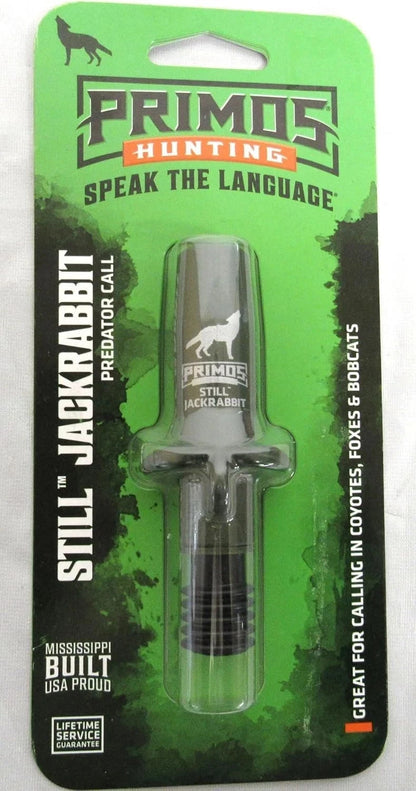 PRIMOS®
HUNTING
SPEAK THE LANGUAGE®
STILL™ JACKRABBIT
PREDATOR CALL
PRIMOS
STILL™
JACKRABBIT
GREAT FOR CALLING IN COYOTES, FOXES & BOBCATS
MISSISSIPPI
BUILT
USA PROUD
LIFETIME
SERVICE
GUARANTEE